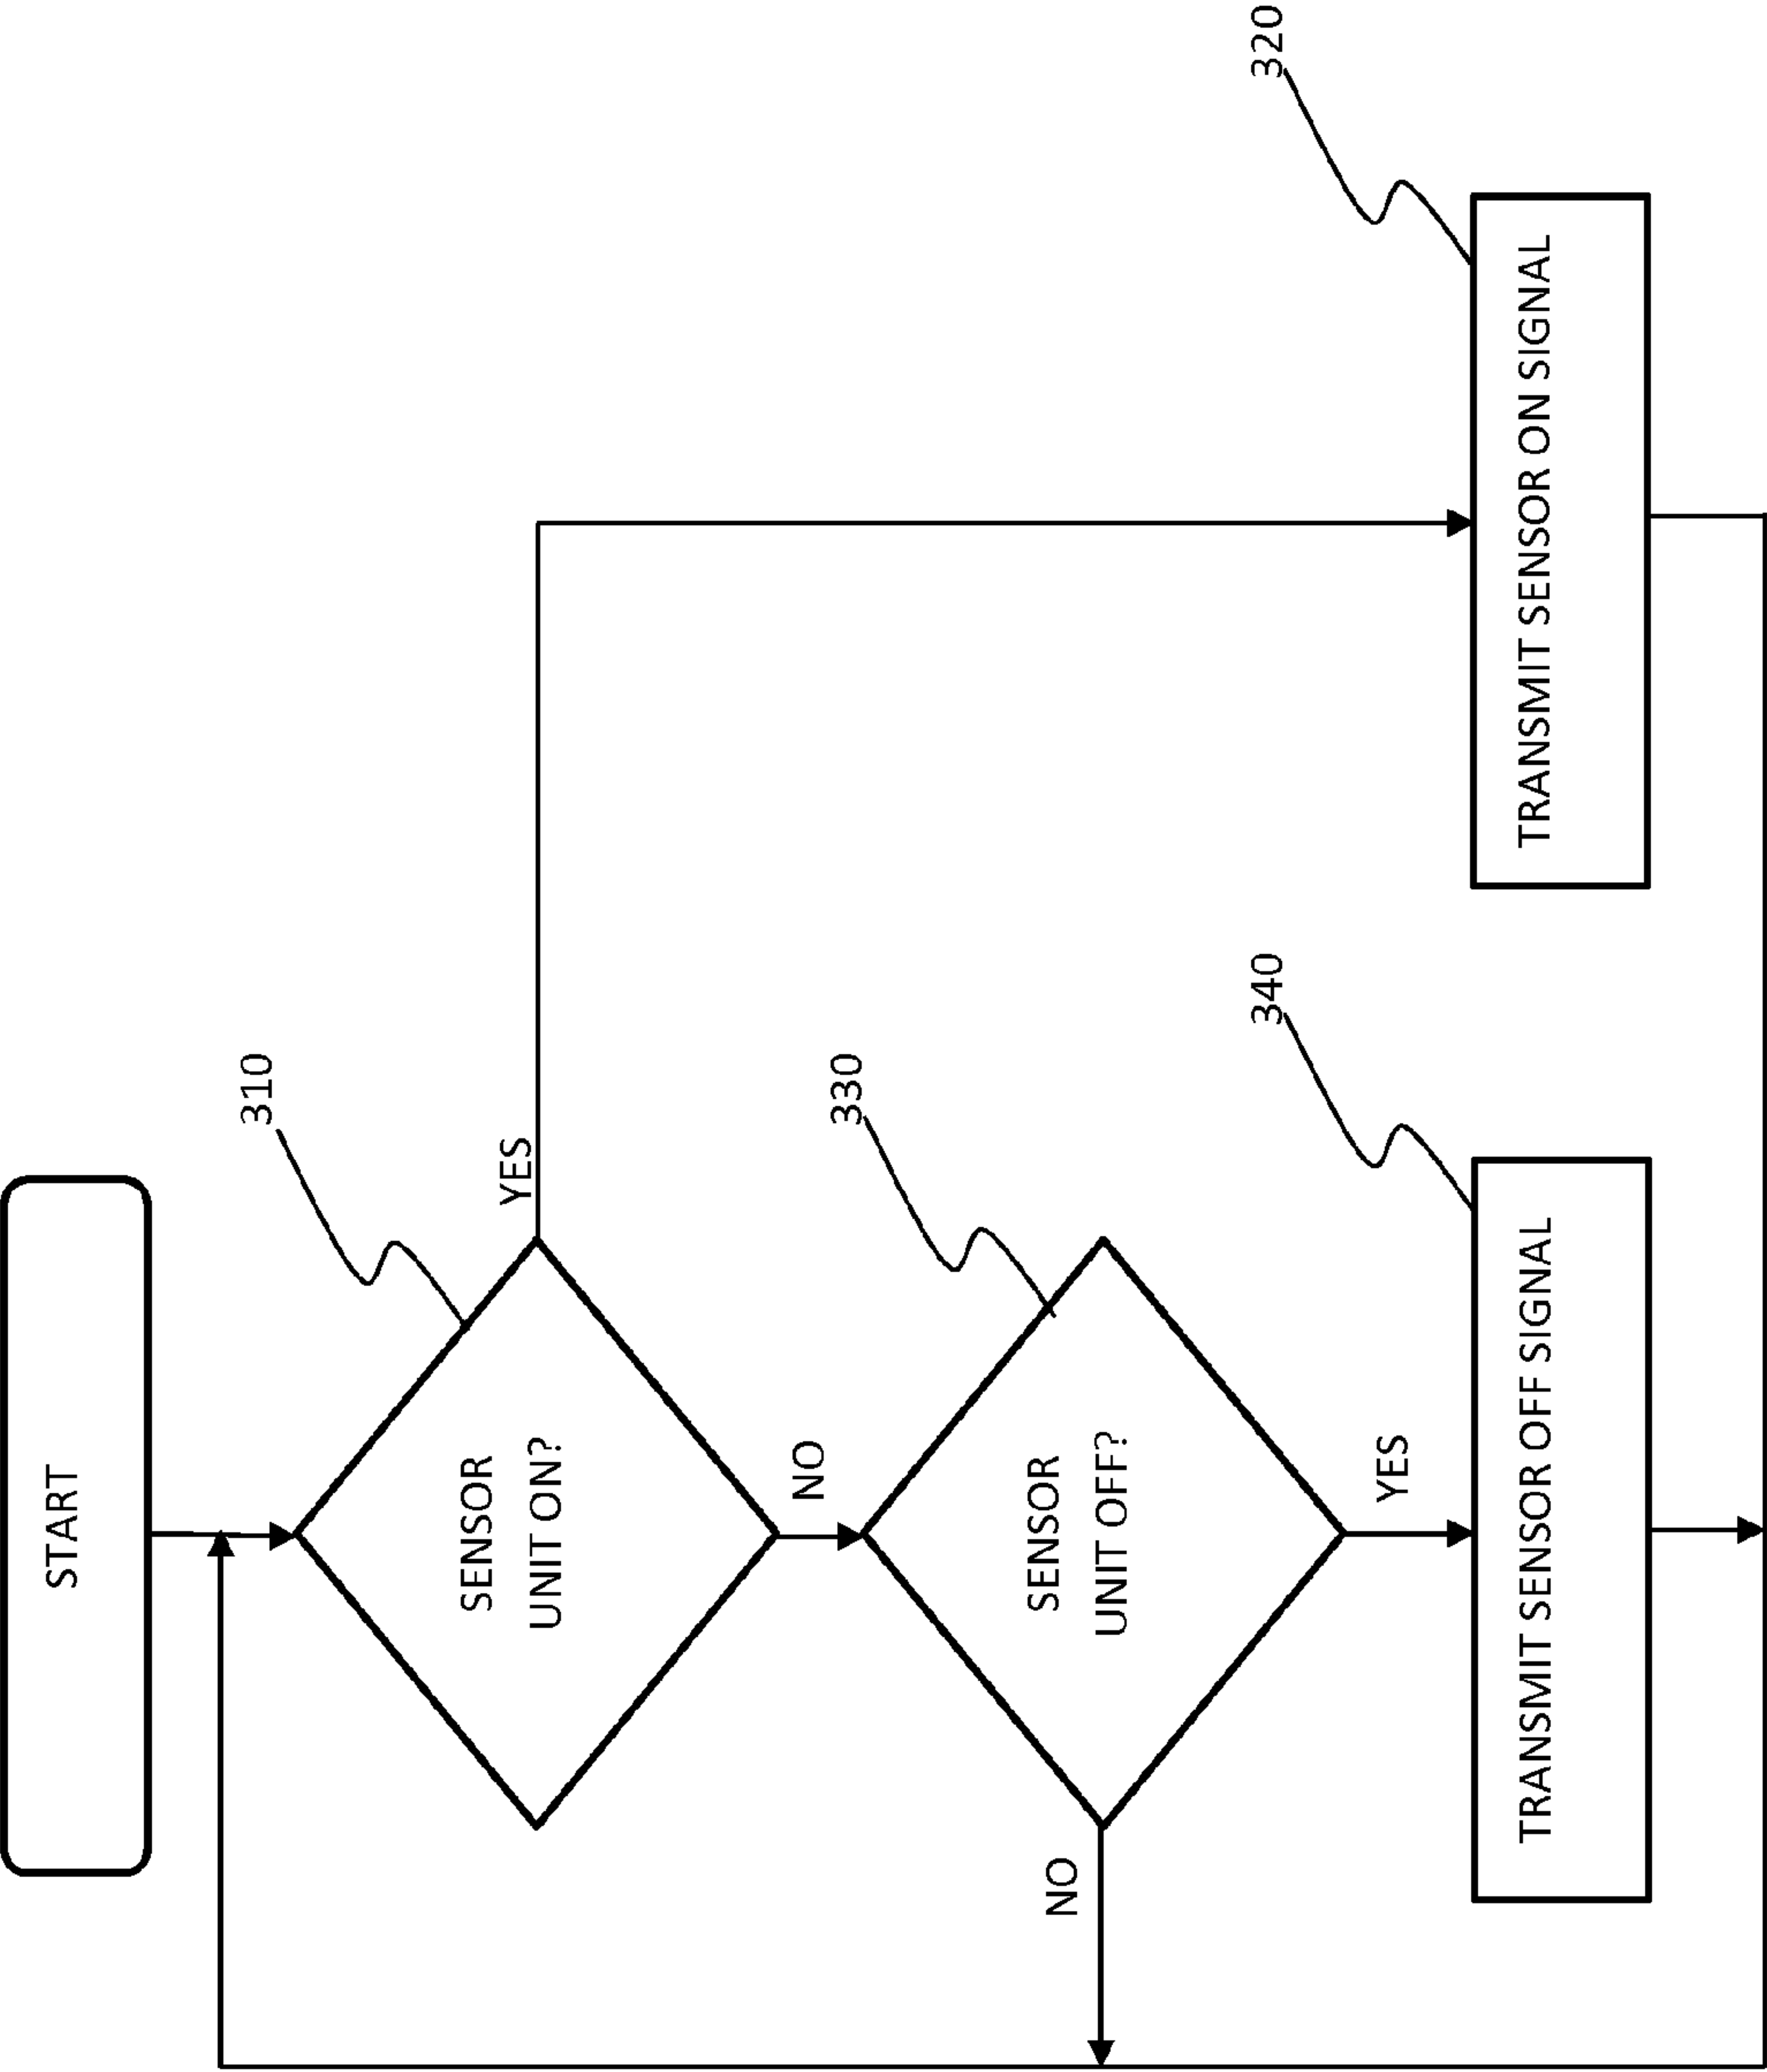 START
310
SENSOR
UNIT ON?
YES
NO
330
SENSOR
UNIT OFF?
NO
YES
340
TRANSMIT SENSOR OFF SIGNAL
320
TRANSMIT SENSOR ON SIGNAL